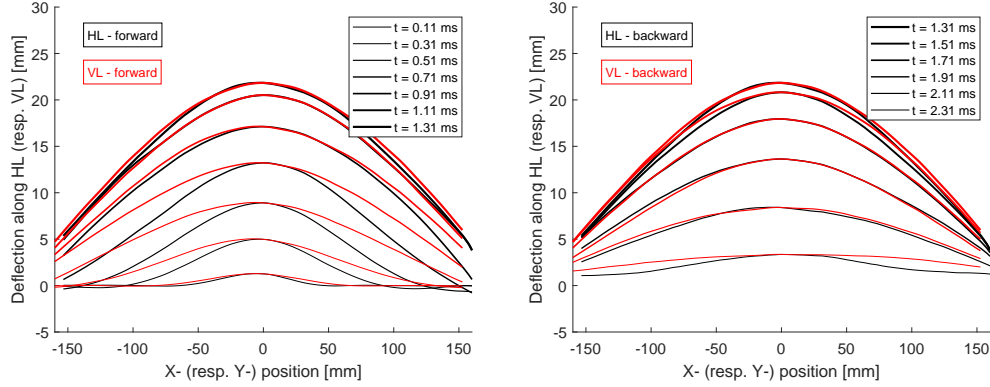 30
25
20
15
10
5
0
-5
Deflection along HL (resp. VL) [mm]
HL - forward
VL - forward
t = 0.11 ms
t = 0.31 ms
t = 0.51 ms
t = 0.71 ms
t = 0.91 ms
t = 1.11 ms
t = 1.31 ms
-150 -100 -50 0 50 100 150
X- (resp. Y-) position [mm]
30
25
20
15
10
5
0
-5
Deflection along HL (resp. VL) [mm]
HL - backward
VL - backward
t = 1.31 ms
t = 1.51 ms
t = 1.71 ms
t = 1.91 ms
t = 2.11 ms
t = 2.31 ms
-150 -100 -50 0 50 100 150
X- (resp. Y-) position [mm]